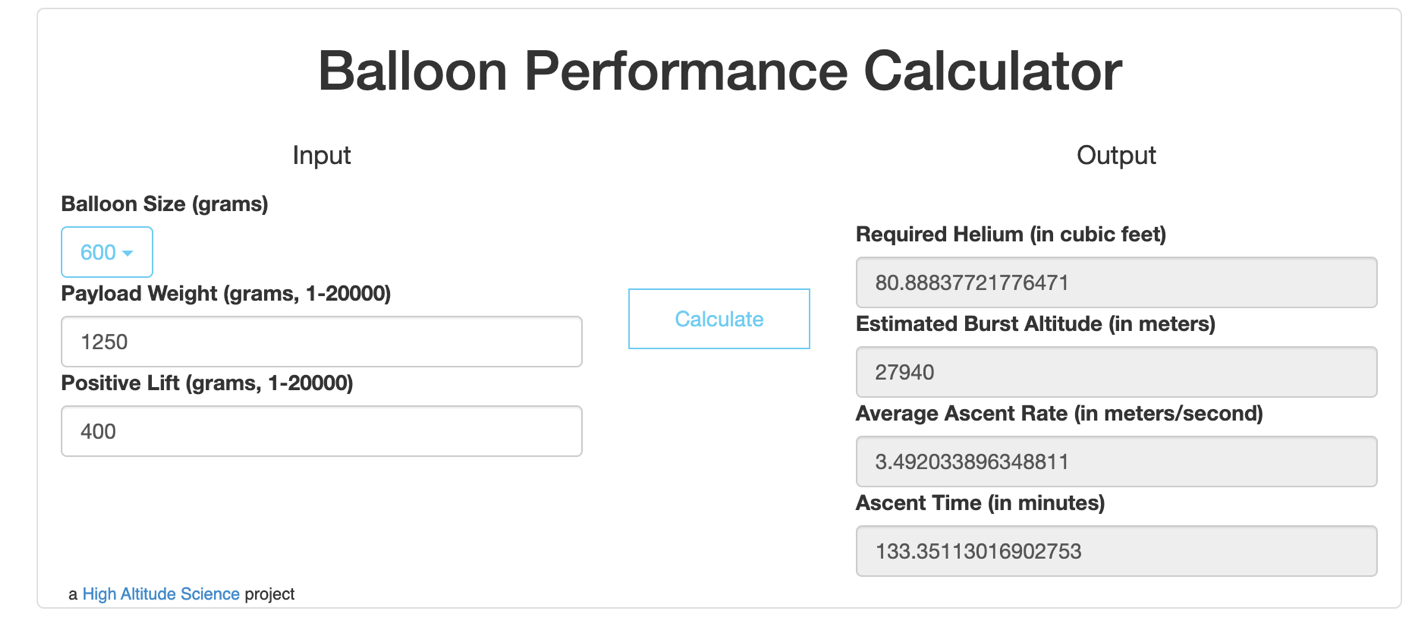 Balloon Performance Calculator
Input
Output
Balloon Size (grams)
600
Payload Weight (grams, 1-20000)
1250
Positive Lift (grams, 1-20000)
400
Calculate
Required Helium (in cubic feet)
80.88837721776471
Estimated Burst Altitude (in meters)
27940
Average Ascent Rate (in meters/second)
3.492033896348811
Ascent Time (in minutes)
133.35113016902753
a High Altitude Science project